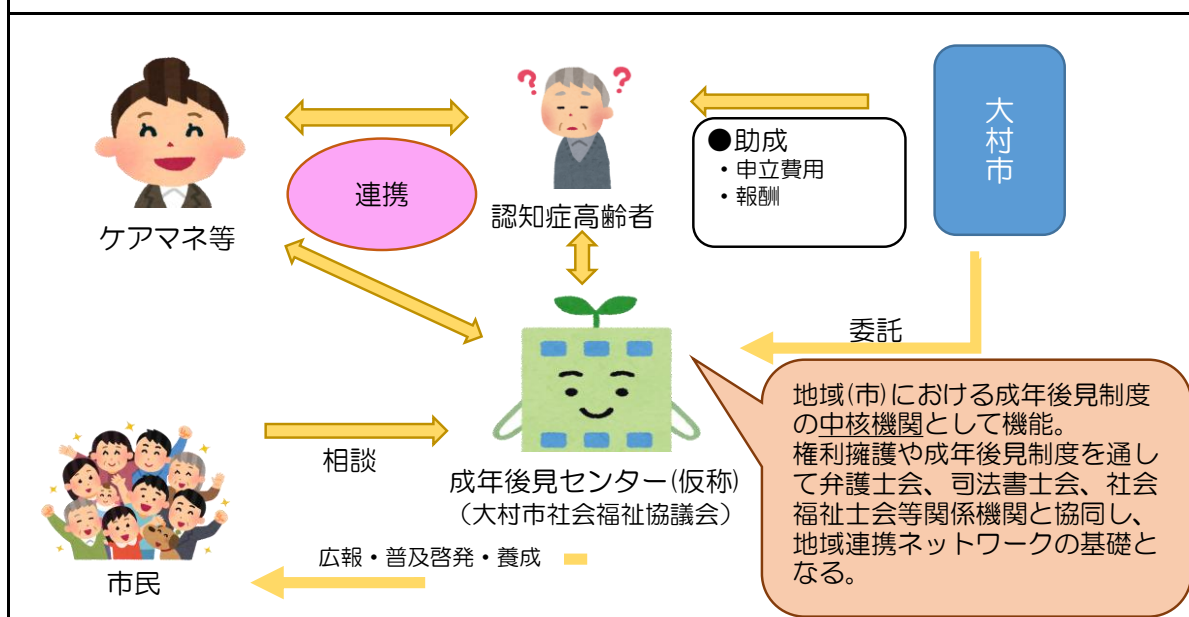 大村市
●助成
・申立費用
・報酬
連携
ケアマネ等
認知症高齢者
委託
地域(市)における成年後見制度
の中核機関として機能。
権利擁護や成年後見制度を通し
て弁護士会、司法書士会、社会
福祉士会等関係機関と協同し、
地域連携ネットワークの基礎と
なる。
相談
成年後見センター(仮称)
（大村市社会福祉協議会）
広報・普及啓発・養成
市民